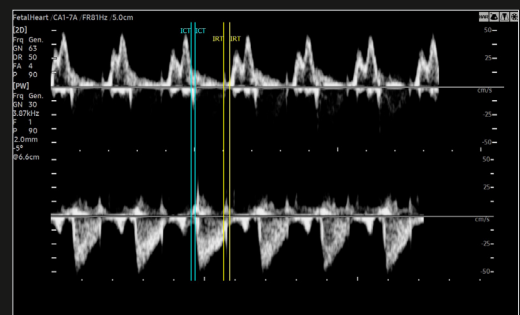 FetalHeart /CA1-7A /FR81Hz /5.0cm
[2D]
Frq Gen.
GN 63
DR 50
FA 4
P 90
[PW]
Frq Gen.
GN 30
3.87kHz
F 1
P 90
2.0mm
-5°
@6.6cm
ICT ICT
IRT IRT
50
25
cm/s
-25
-50
50
25
cm/s
-25
-50